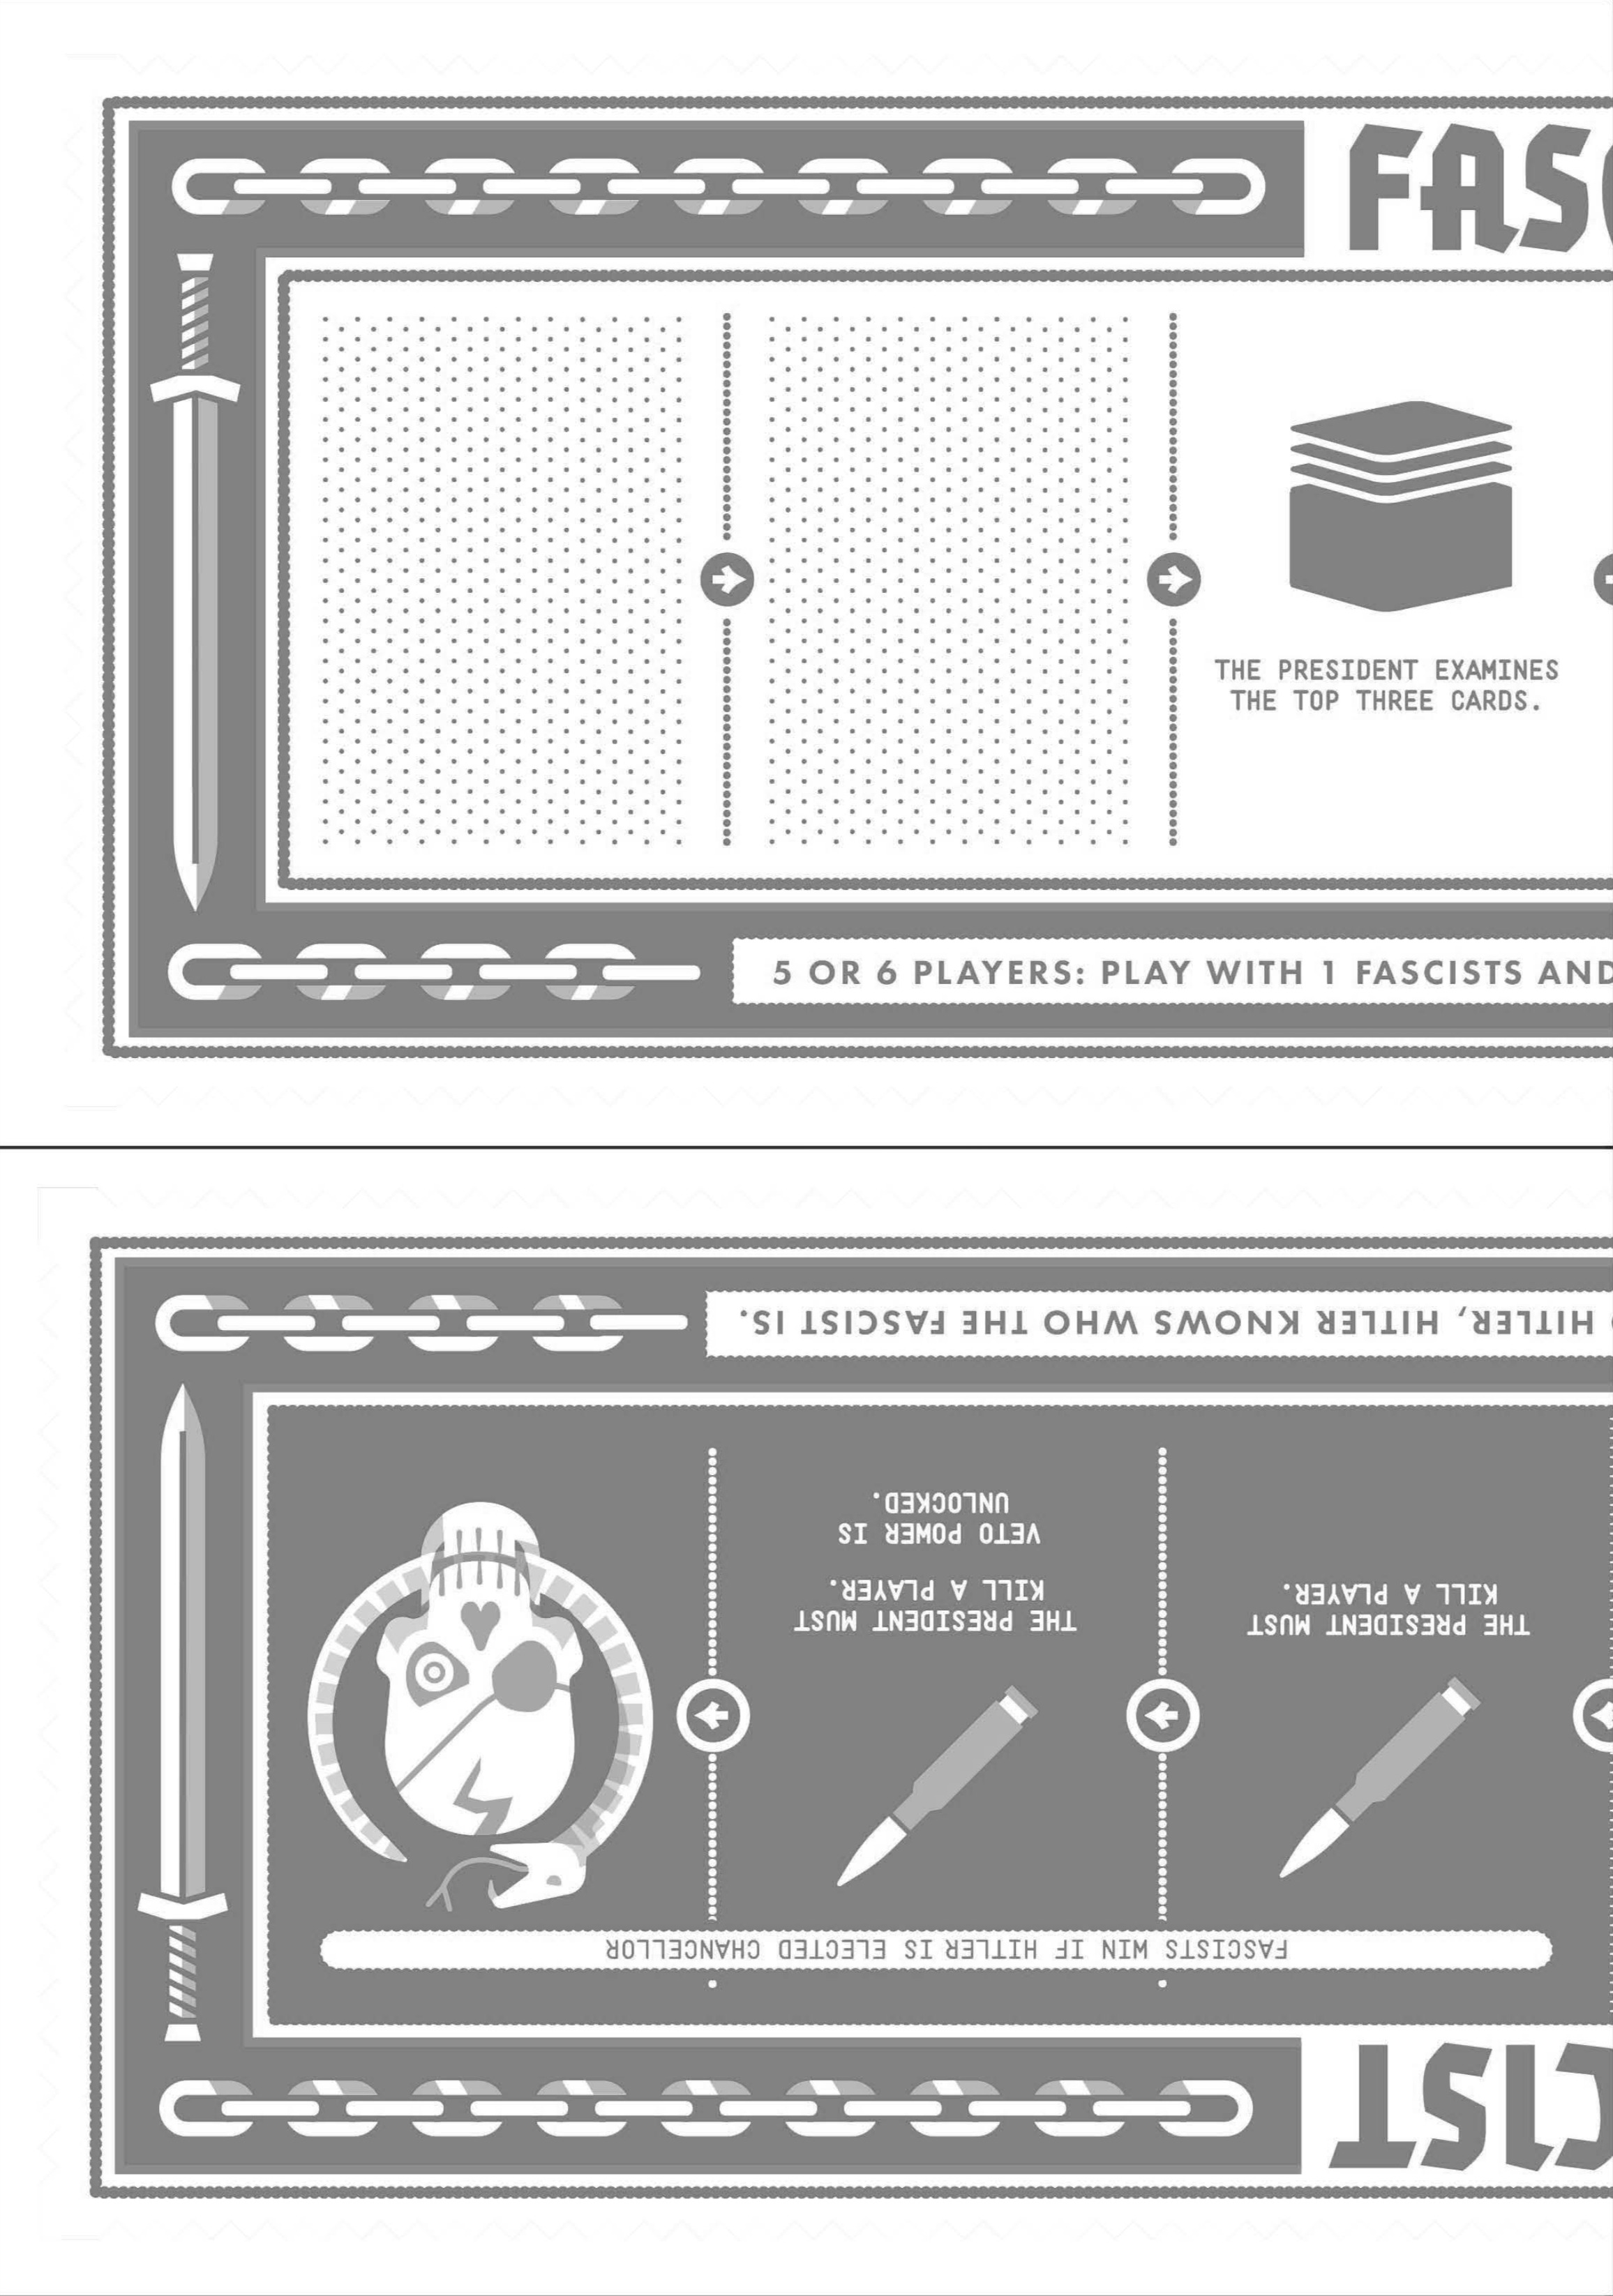 FASC
THE PRESIDENT EXAMINES
THE TOP THREE CARDS.
5 OR 6 PLAYERS: PLAY WITH 1 FASCISTS AND
HITLER, HITLER KNOWS WHO THE FASCIST IS.
THE PRESIDENT MUST
KILL A PLAYER.
VETO POWER IS
UNLOCKED.
THE PRESIDENT MUST
KILL A PLAYER.
FASCISTS WIN IF HITLER IS ELECTED CHANCELLOR
CIST